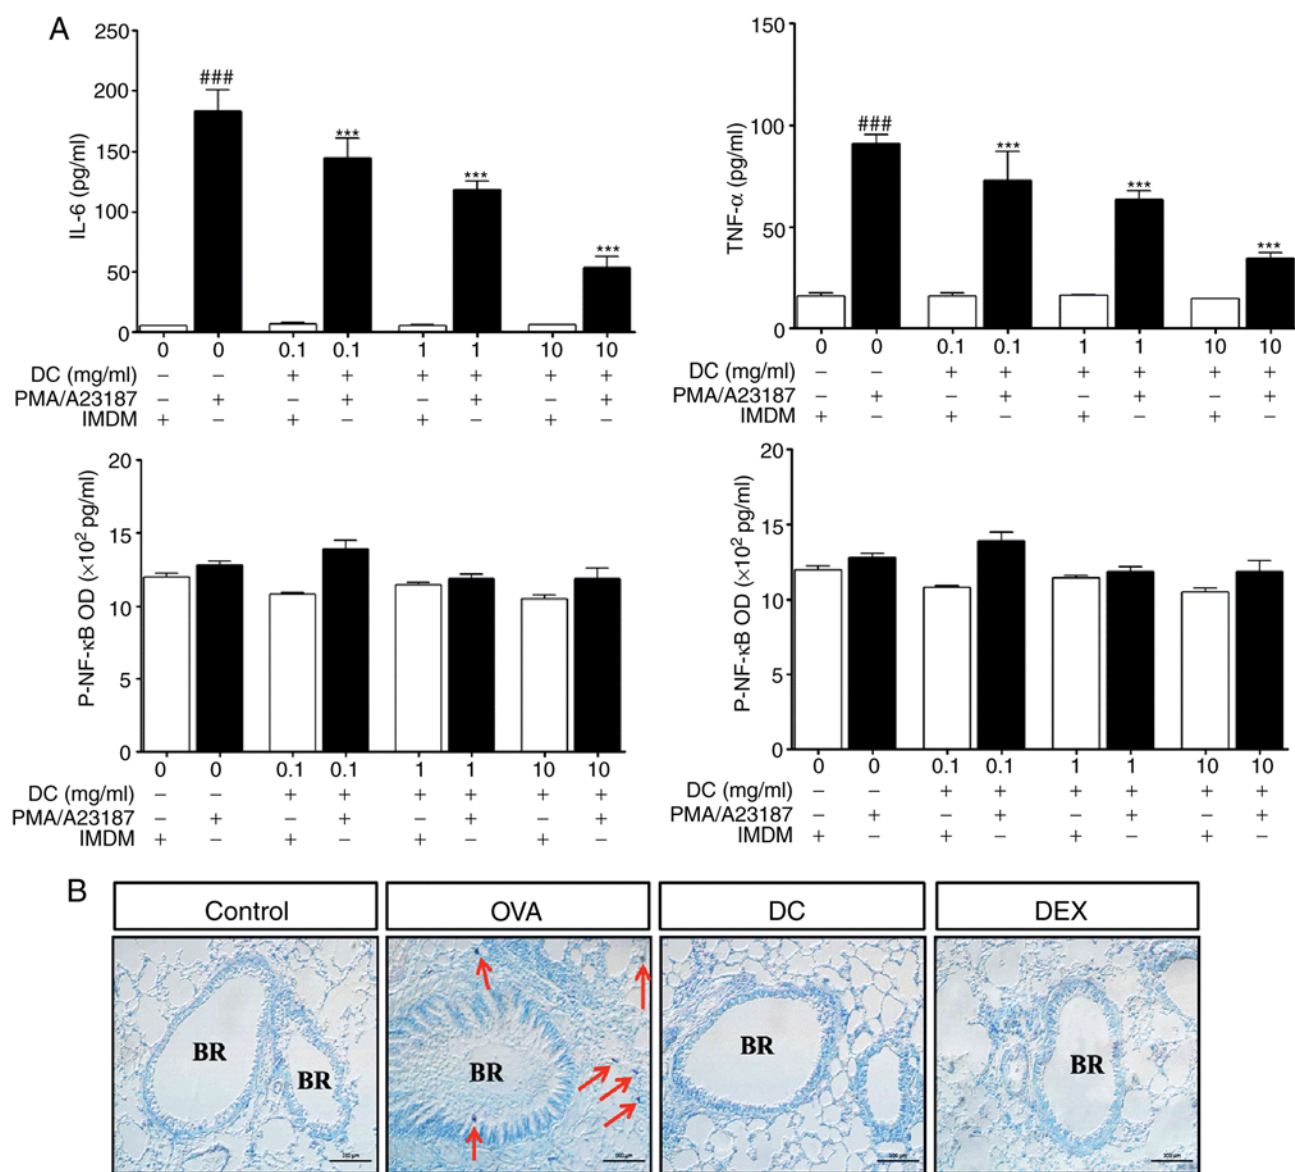 A
IL-6 (pg/ml)
250
200
150
100
50
0
###
***
***
***
0 0 0.1 0.1 1 1 10 10
DC (mg/ml) – – + + + + + +
PMA/A23187 – + – + – + – +
IMDM + – + – + – + –
TNF-α (pg/ml)
150
100
50
0
###
***
***
***
0 0 0.1 0.1 1 1 10 10
DC (mg/ml) – – + + + + + +
PMA/A23187 – + – + – + – +
IMDM + – + – + – + –
P-NF-κB OD (×10² pg/ml)
20
15
10
5
0
0 0 0.1 0.1 1 1 10 10
DC (mg/ml) – – + + + + + +
PMA/A23187 – + – + – + – +
IMDM + – + – + – + –
P-NF-κB OD (×10² pg/ml)
20
15
10
5
0
0 0 0.1 0.1 1 1 10 10
DC (mg/ml) – – + + + + + +
PMA/A23187 – + – + – + – +
IMDM + – + – + – + –
B
Control OVA DC DEX
BR BR BR BR BR